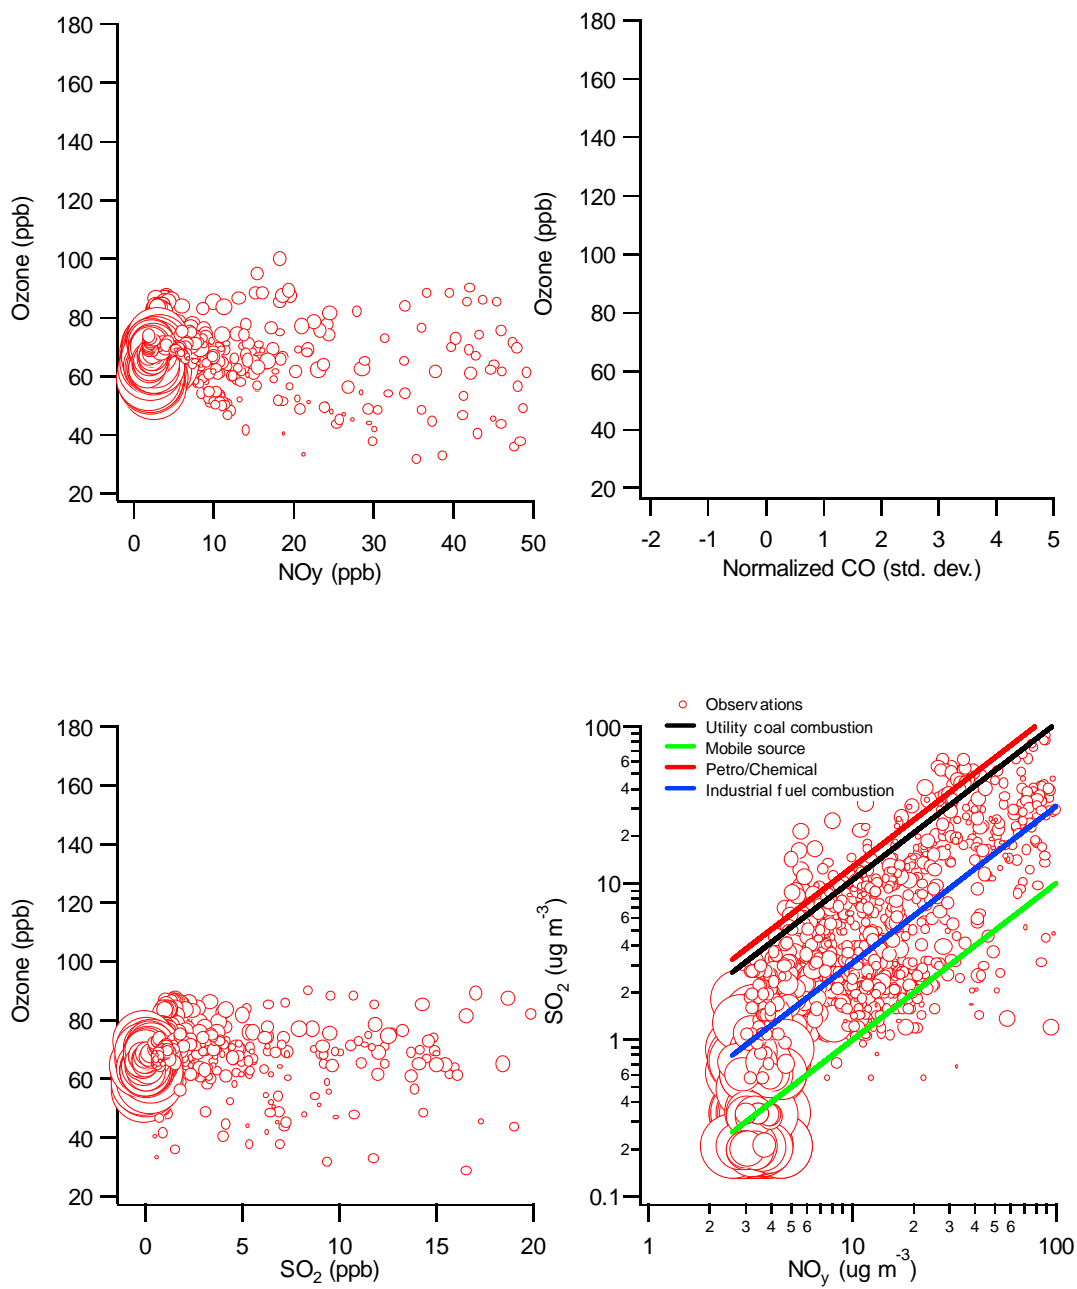 180
160
140
120
100
80
60
40
20
Ozone (ppb)
0 10 20 30 40 50
NOy (ppb)
180
160
140
120
100
80
60
40
20
Ozone (ppb)
-2 -1 0 1 2 3 4 5
Normalized CO (std. dev.)
180
160
140
120
100
80
60
40
20
Ozone (ppb)
0 5 10 15 20
SO2 (ppb)
Observations
Utility coal combustion
Mobile source
Petro/Chemical
Industrial fuel combustion
100
6
4
2
10
6
4
2
1
6
4
2
0.1
SO2 (ug m-3)
2 3 4 5 6 2 3 4 5 6
1 10 100
NOy (ug m-3)